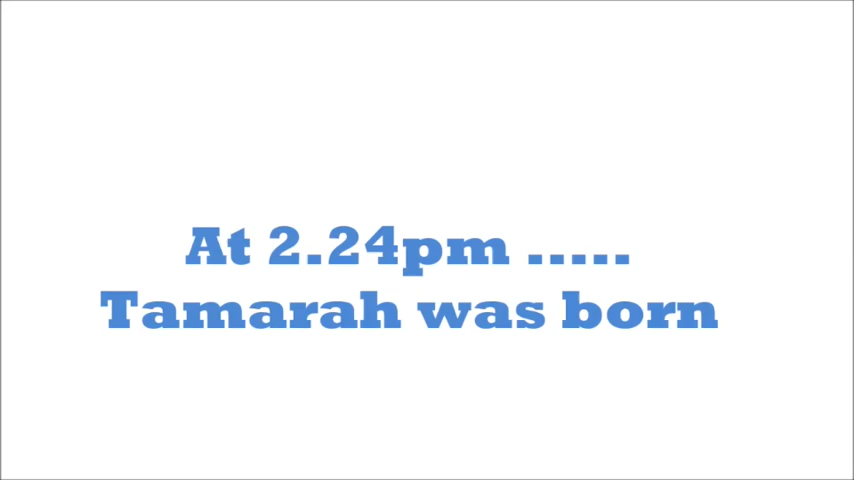 At 2.24pm .....
Tamarah was born